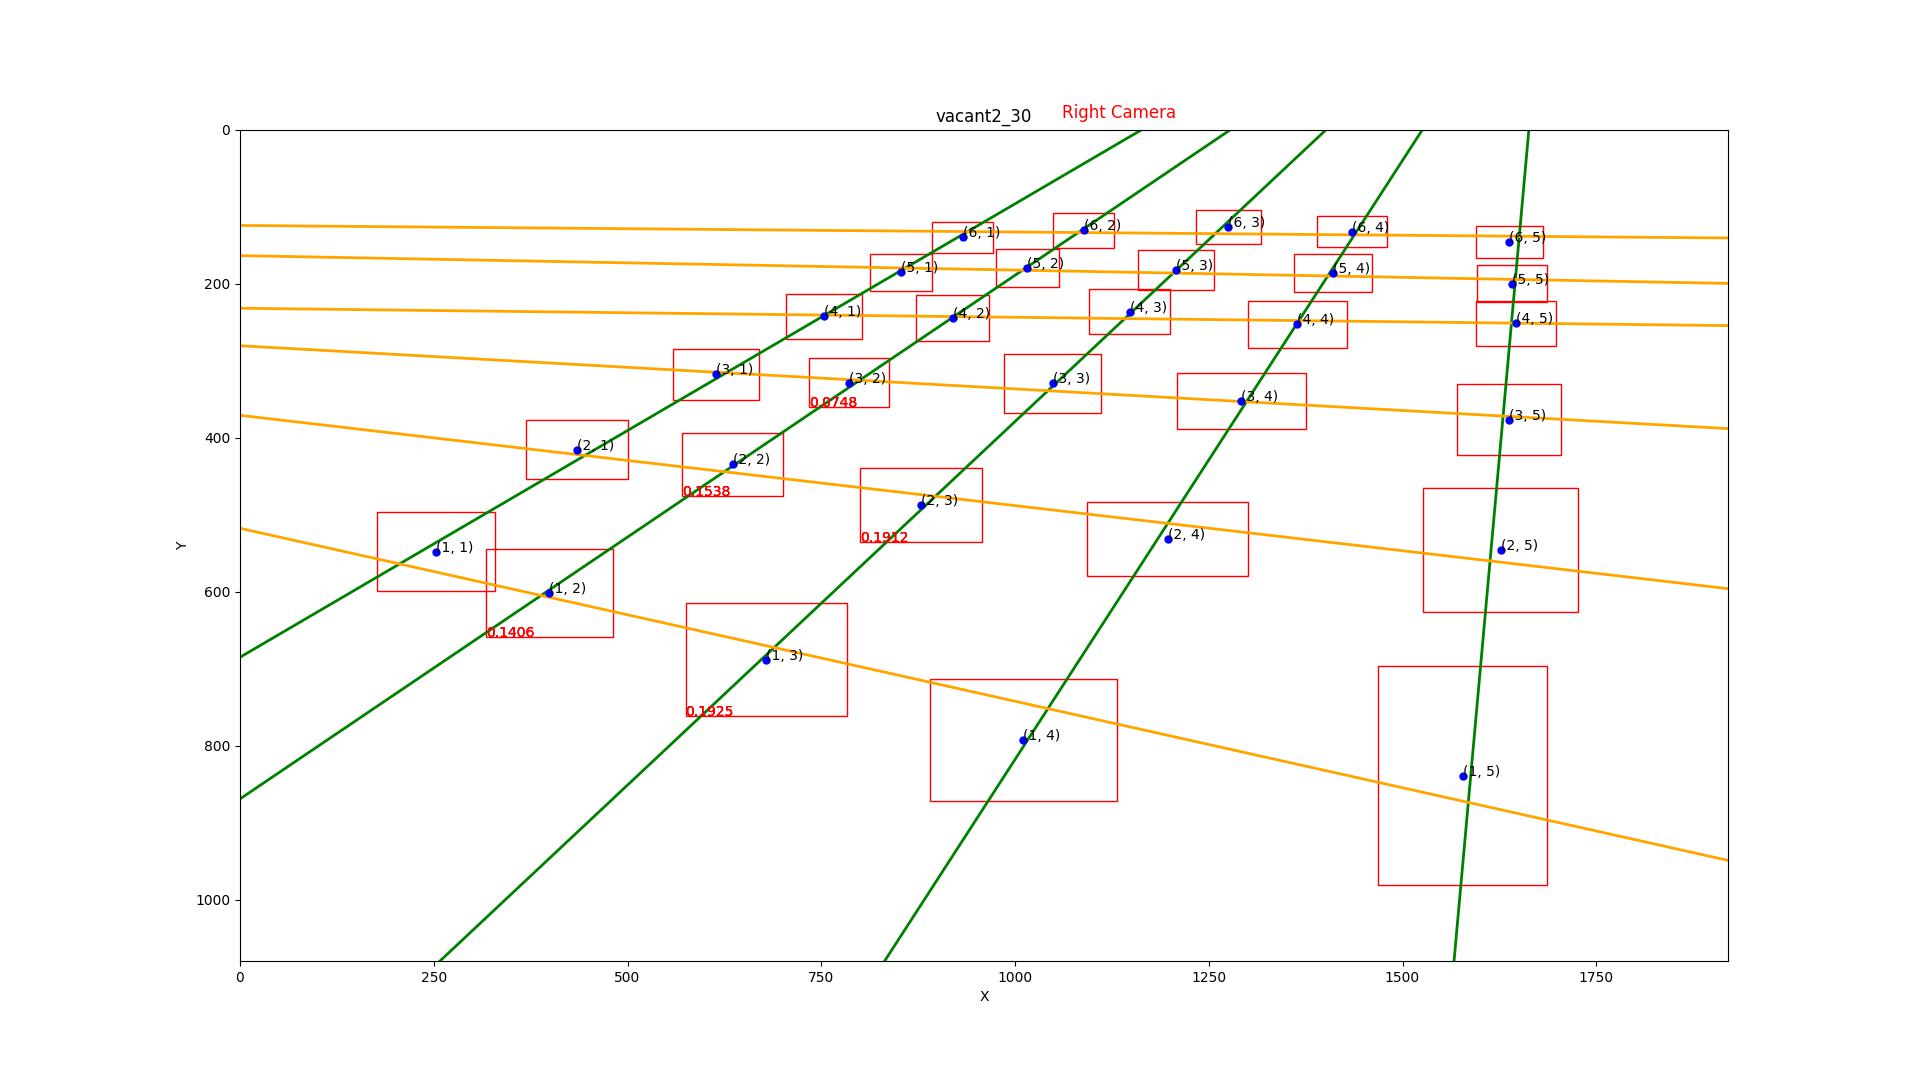 vacant2_30 Right Camera
0
(6, 1) (6, 2) (6, 3) (6, 4) (6, 5)
(5, 1) (5, 2) (5, 3) (5, 4) (5, 5)
200
(4, 1) (4, 2) (4, 3) (4, 4) (4, 5)
(3, 1) (3, 2) (3, 3) (3, 4) (3, 5)
0.0748
400
(2, 1) (2, 2) (2, 3) (2, 4) (2, 5)
0.1538
0.1912
Y
(1, 1) (1, 2) (1, 3) (1, 4) (1, 5)
600
0.1406
0.1925
800
1000
0 250 500 750 1000 1250 1500 1750
X